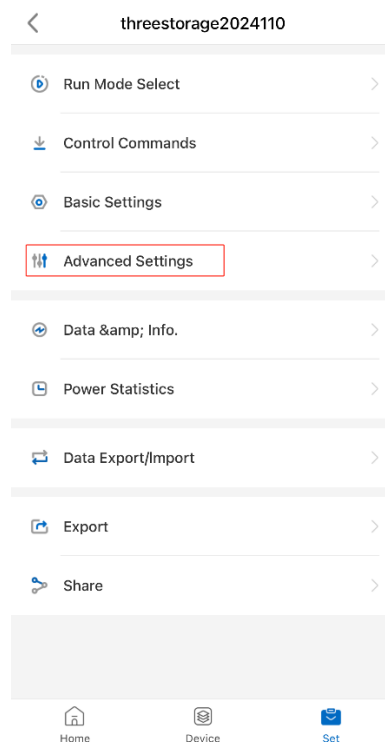 threestorage2024110
Run Mode Select
Control Commands
Basic Settings
Advanced Settings
Data &amp; Info.
Power Statistics
Data Export/Import
Export
Share
Home
Device
Set